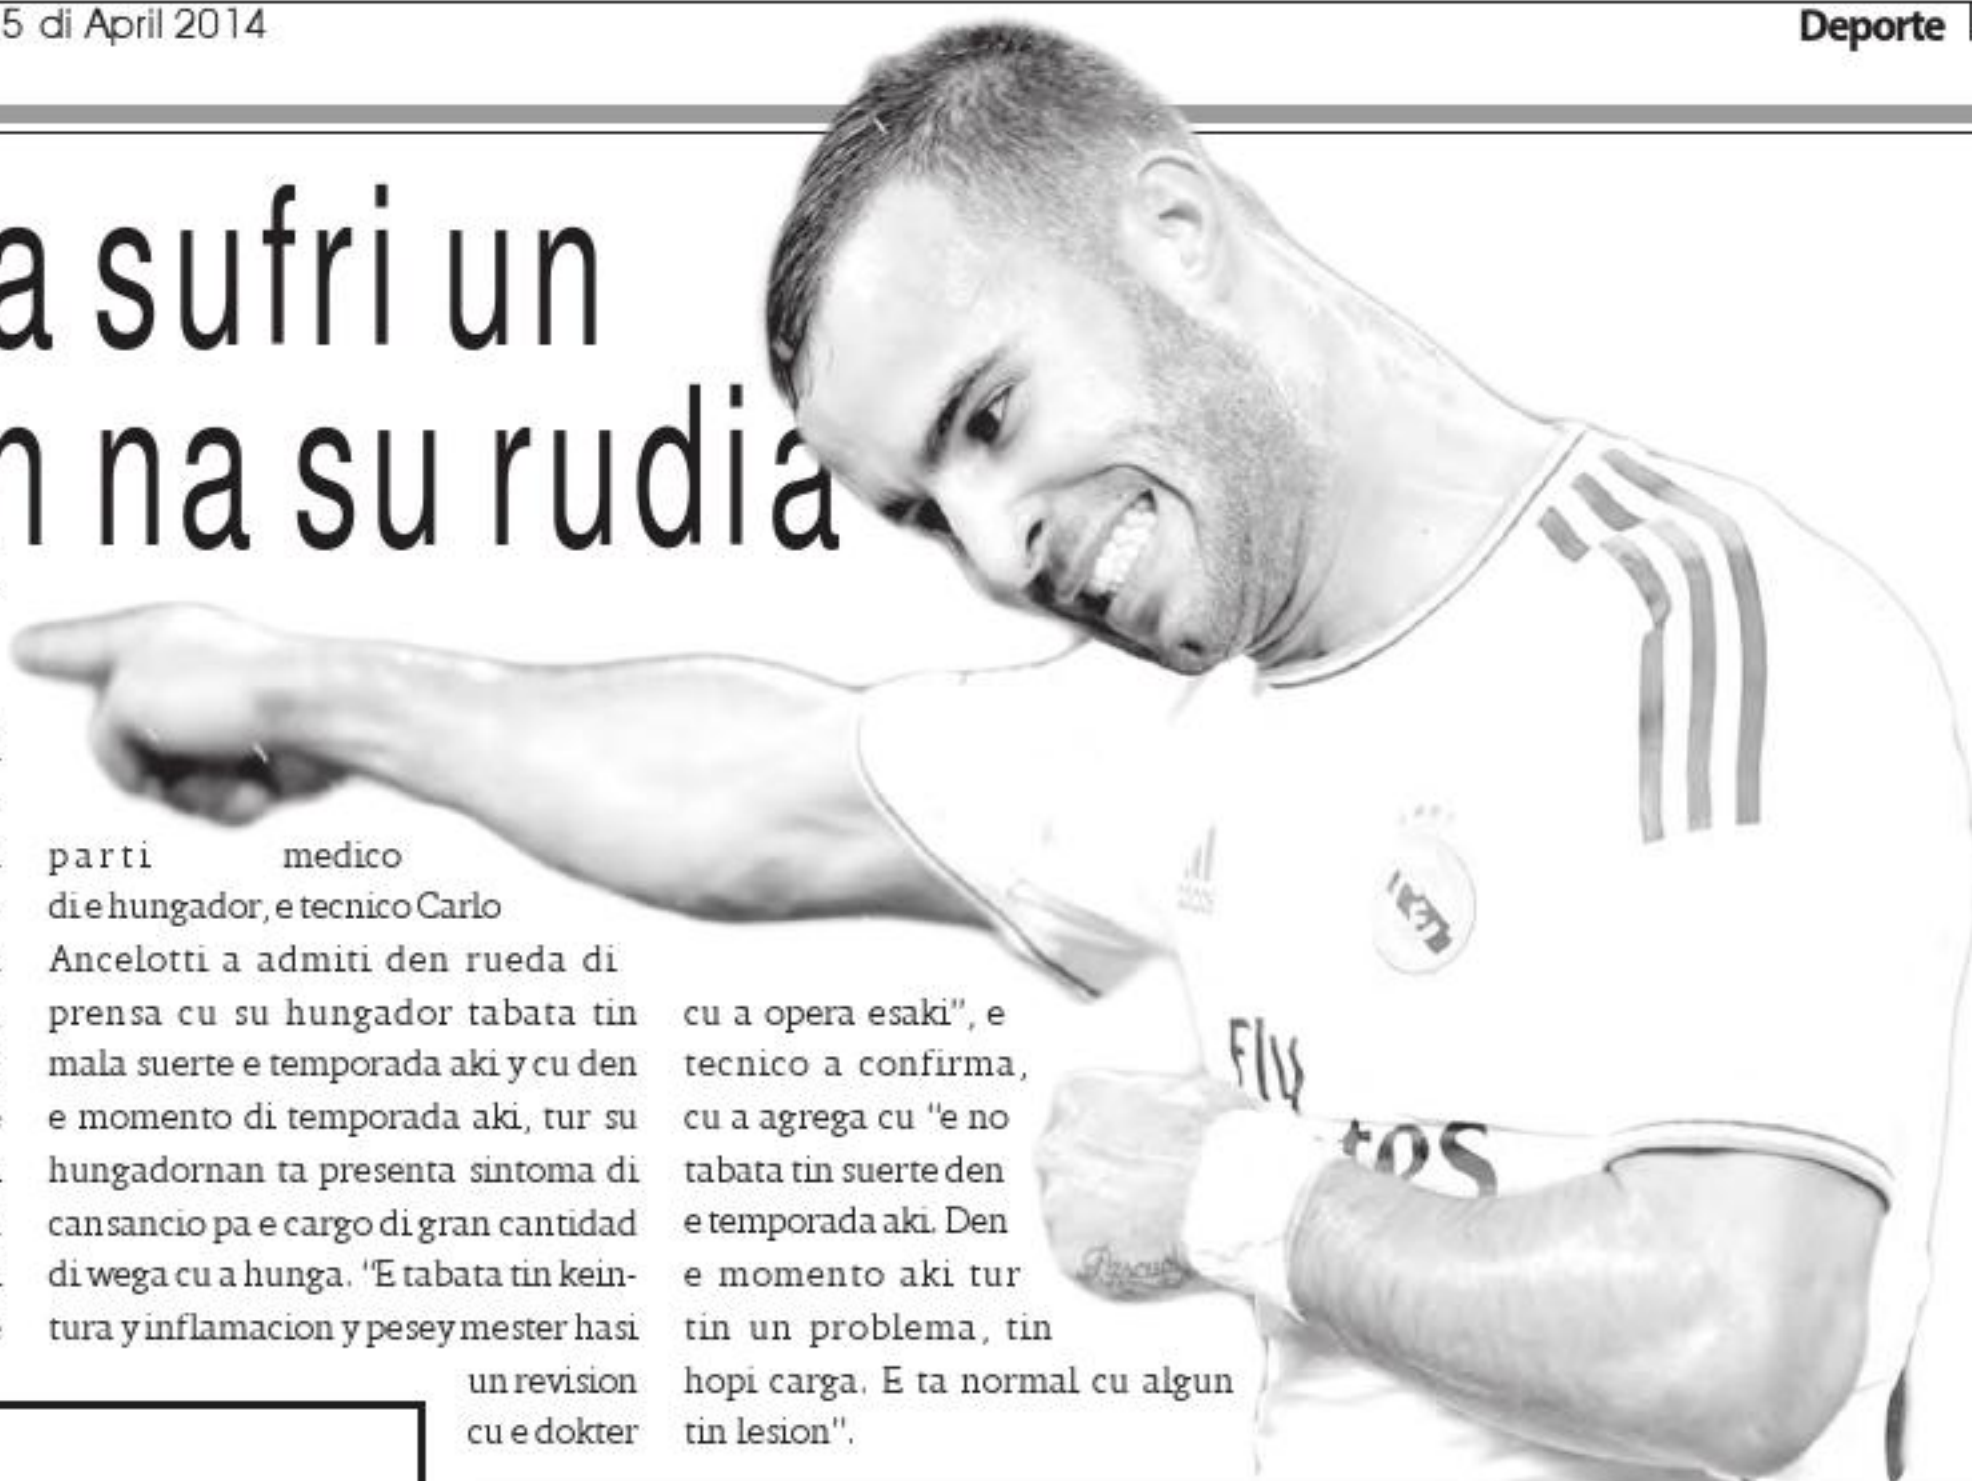 5 di April 2014
Deporte
a sufri un
n na su rudia
parti medico
di e hungador, e tecnico Carlo
Ancelotti a admiti den rueda di
prensa cu su hungador tabata tin
mala suerte e temporada aki y cu den
e momento di temporada aki, tur su
hungadornan ta presenta sintoma di
cansancio pa e cargo di gran cantidad
di wega cu a hunga. "E tabata tin kein-
tura y inflamacion y pesey mester hasi
un revision
cu e dokter
cu a opera esaki", e
tecnico a confirma,
cu a agrega cu "e no
tabata tin suerte den
e temporada aki. Den
e momento aki tur
tin un problema, tin
hopi carga. E ta normal cu algun
tin lesion".
Fly